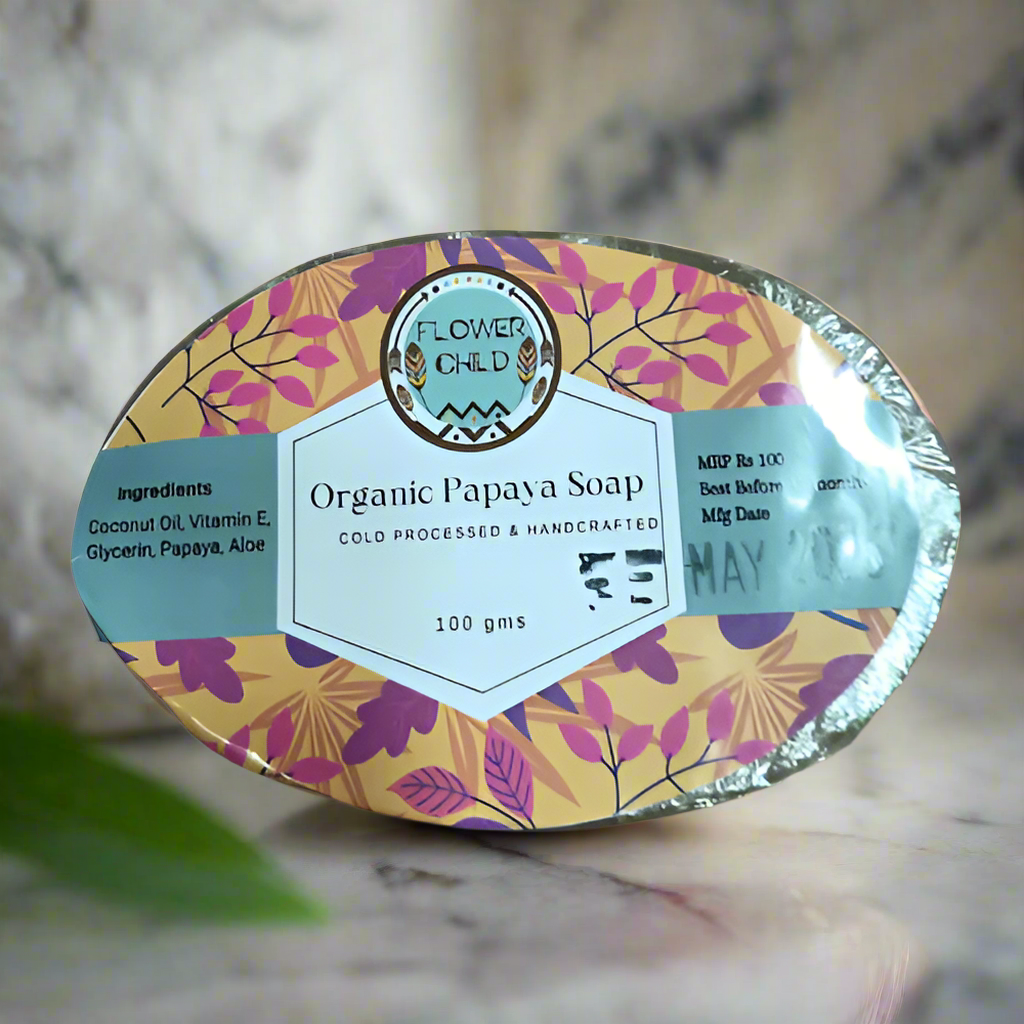 FLOWER
CHILD
Organic Papaya Soap
COLD PROCESSED & HANDCRAFTED
100 gms
Ingredients
Coconut Oil, Vitamin E,
Glycerin, Papaya, Aloe
MRP Rs 100
Best Before
Mfg Date
MAY